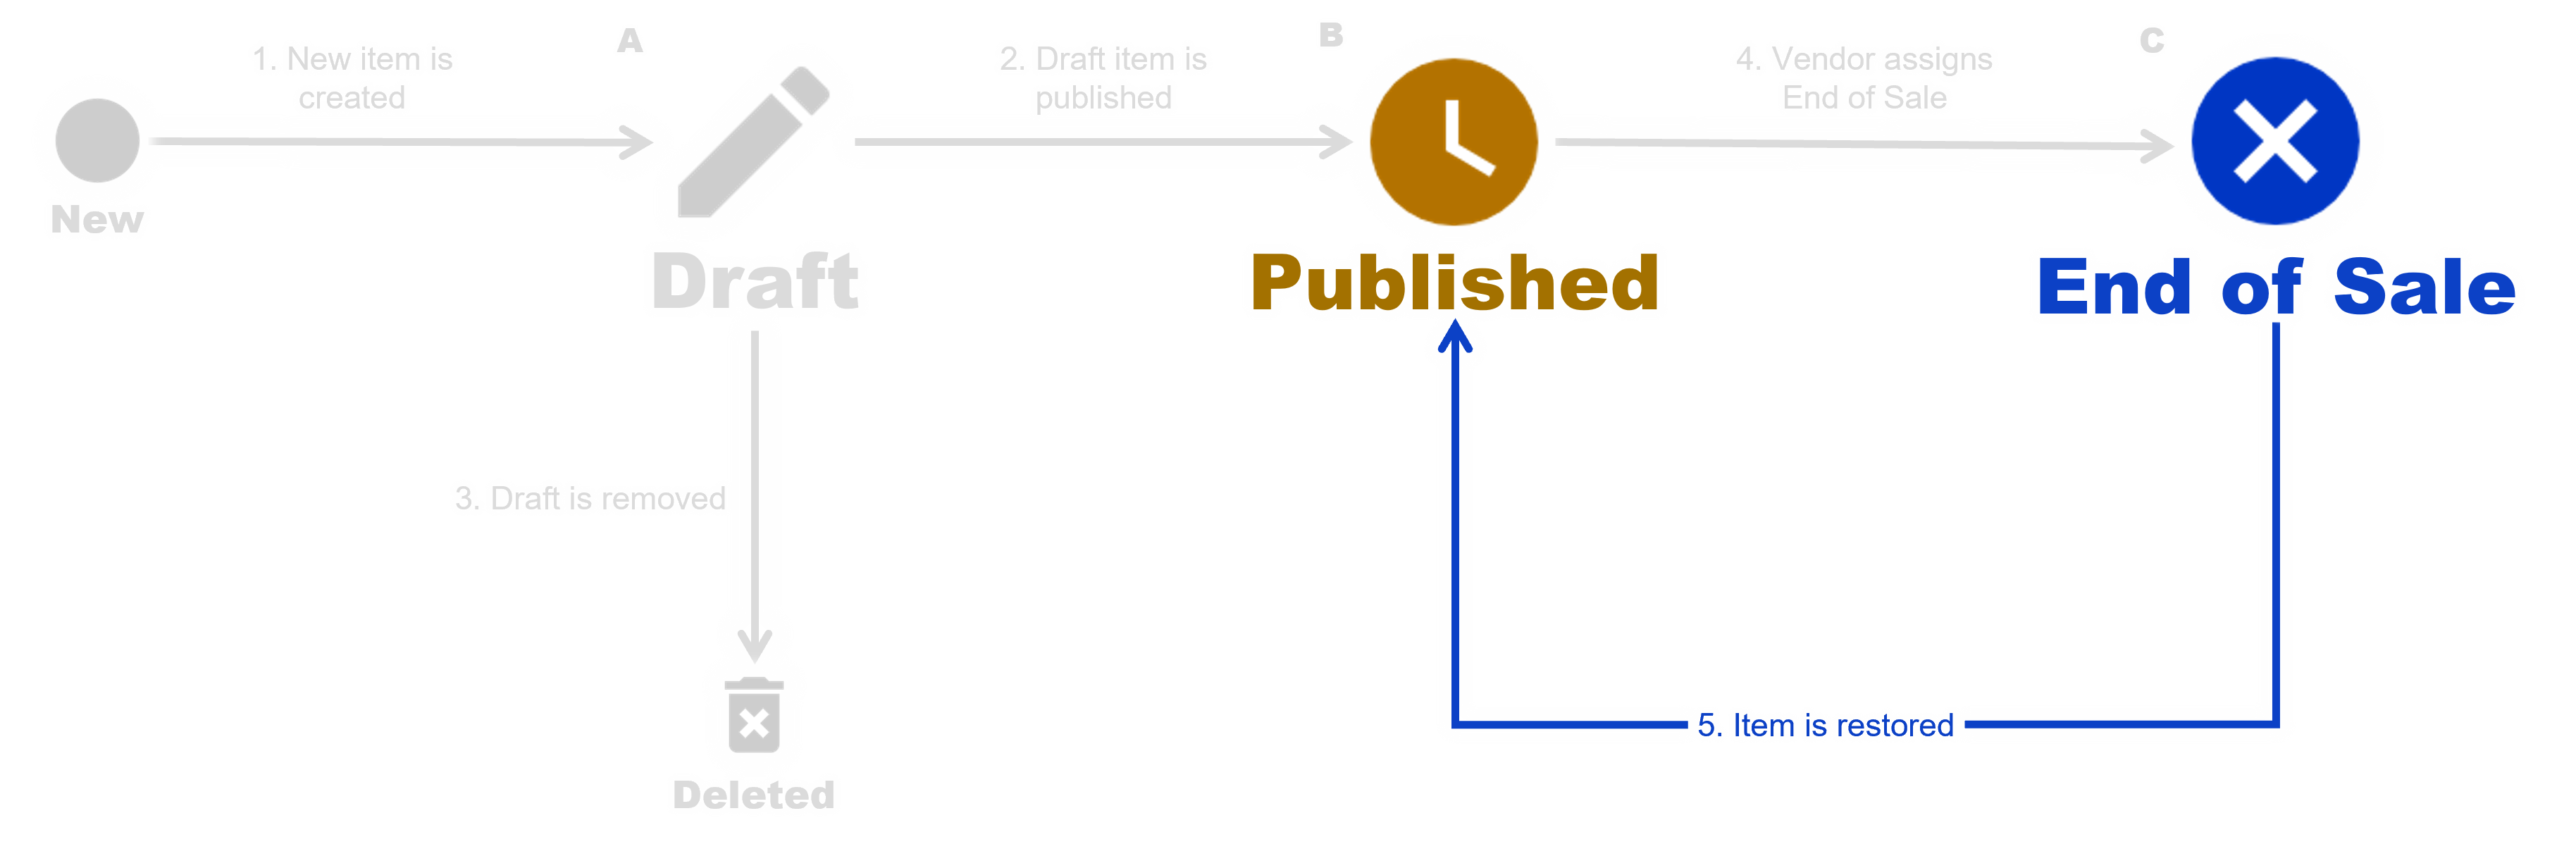 1. New item is
created
A
2. Draft item is
published
B
4. Vendor assigns
End of Sale
C
New
Draft
Published
End of Sale
3. Draft is removed
5. Item is restored
Deleted